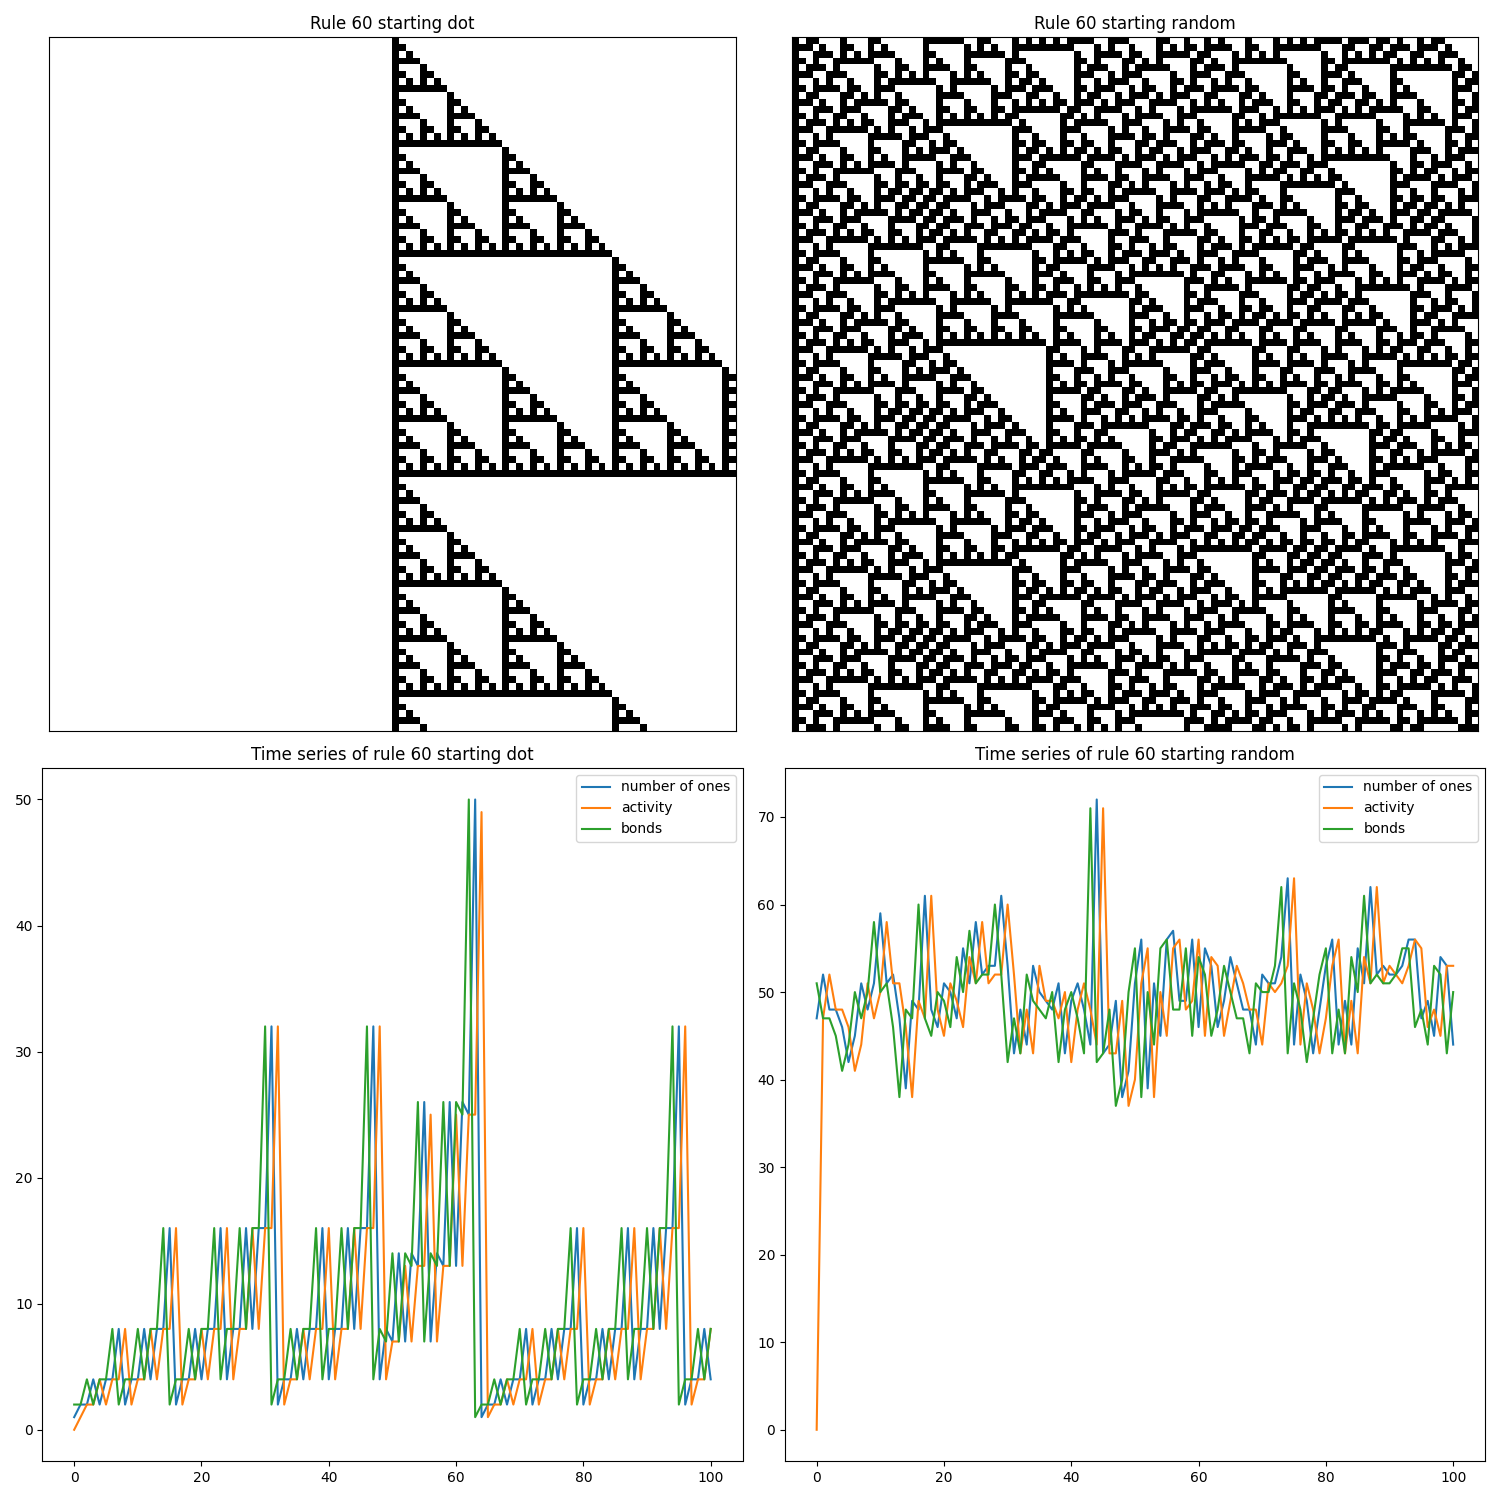 Rule 60 starting dot
Rule 60 starting random
Time series of rule 60 starting dot
50
40
30
20
10
0
0
20
40
60
80
100
number of ones
activity
bonds
Time series of rule 60 starting random
70
60
50
40
30
20
10
0
0
20
40
60
80
100
number of ones
activity
bonds